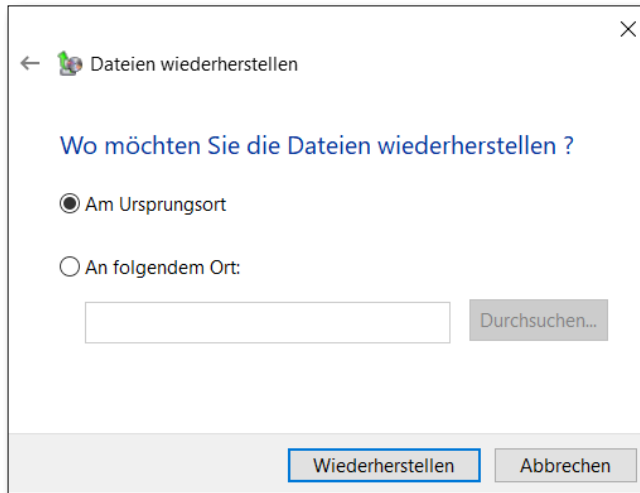 Dateien wiederherstellen
Wo möchten Sie die Dateien wiederherstellen ?
Am Ursprungsort
An folgendem Ort:
Durchsuchen...
Wiederherstellen Abbrechen